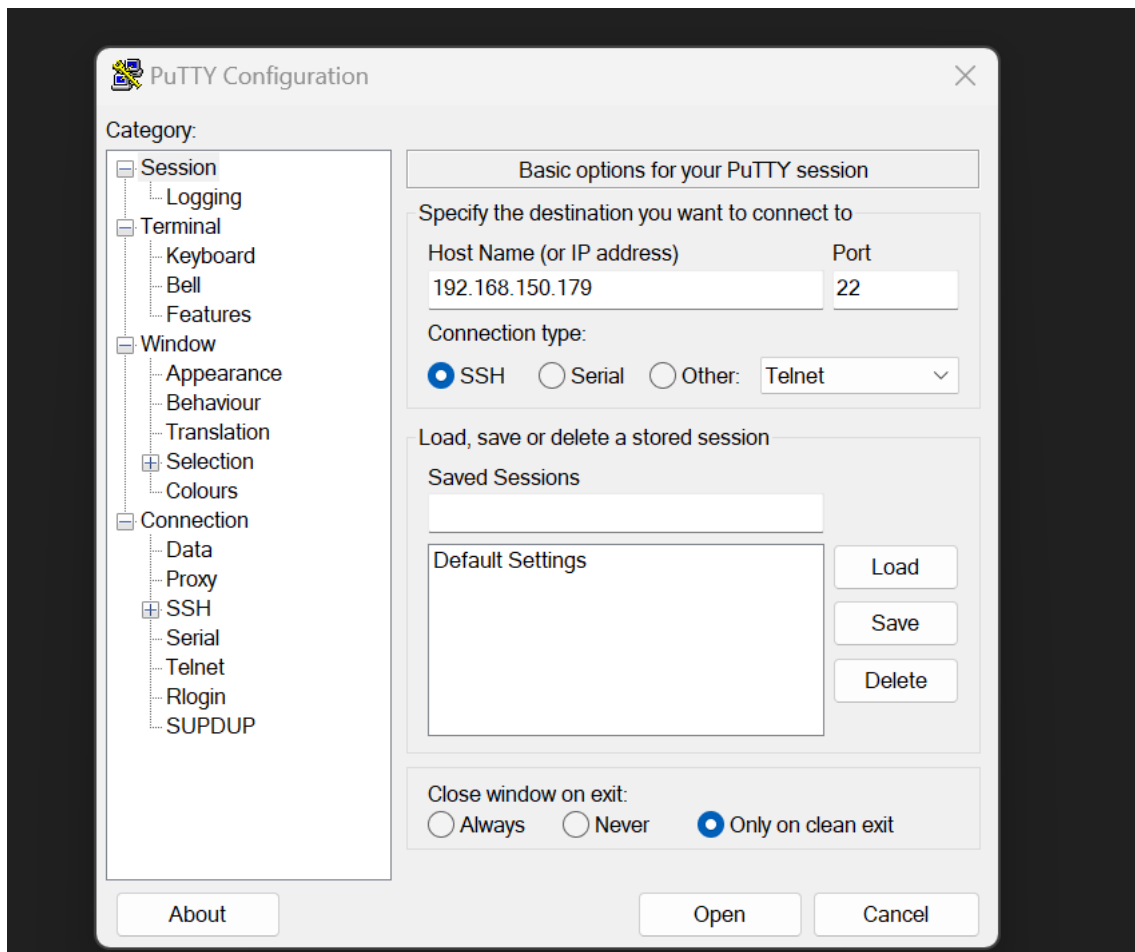 PuTTY Configuration
Category:
Session
Logging
Terminal
Keyboard
Bell
Features
Window
Appearance
Behaviour
Translation
Selection
Colours
Connection
Data
Proxy
SSH
Serial
Telnet
Rlogin
SUPDUP
Basic options for your PuTTY session
Specify the destination you want to connect to
Host Name (or IP address) Port
192.168.150.179 22
Connection type:
SSH Serial Other: Telnet
Load, save or delete a stored session
Saved Sessions
Default Settings
Load
Save
Delete
Close window on exit:
Always Never Only on clean exit
About Open Cancel